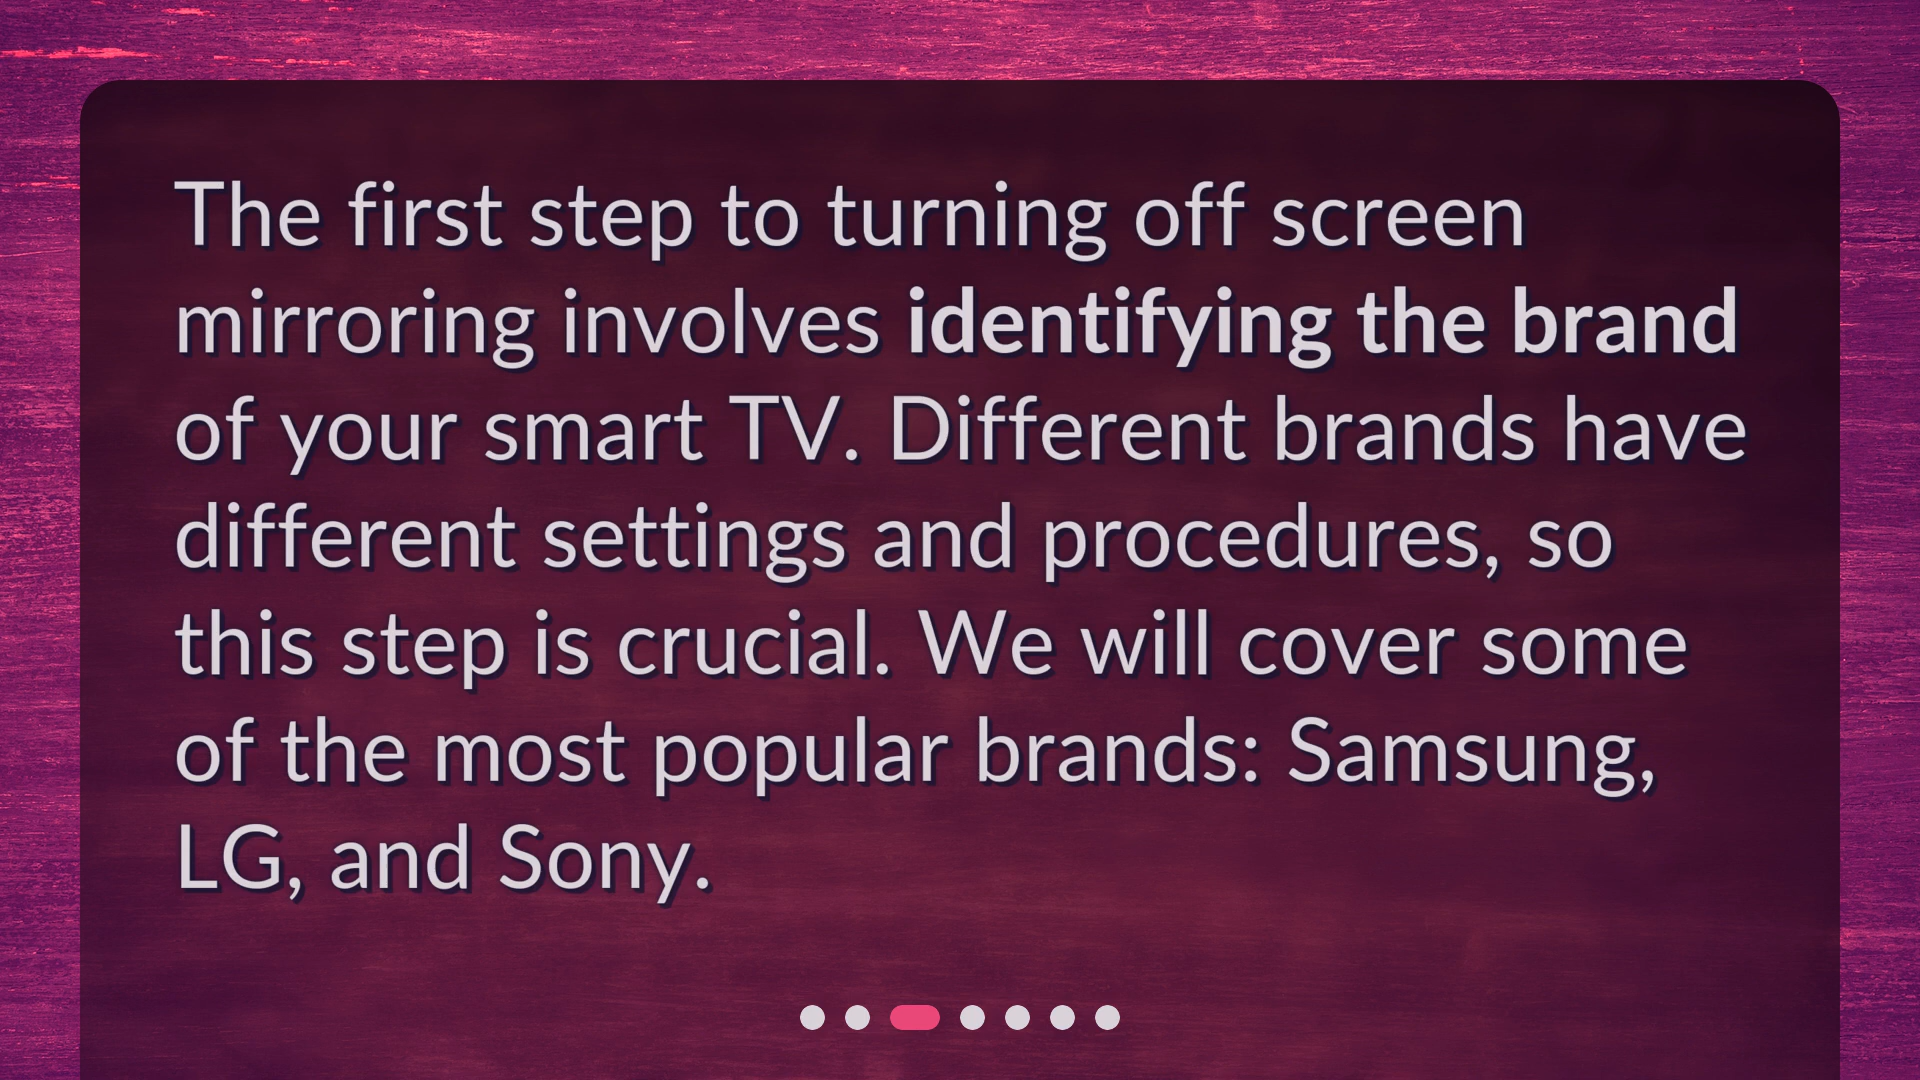 The first step to turning off screen
mirroring involves identifying the brand
of your smart TV. Different brands have
different settings and procedures, so
this step is crucial. We will cover some
of the most popular brands: Samsung,
LG, and Sony.